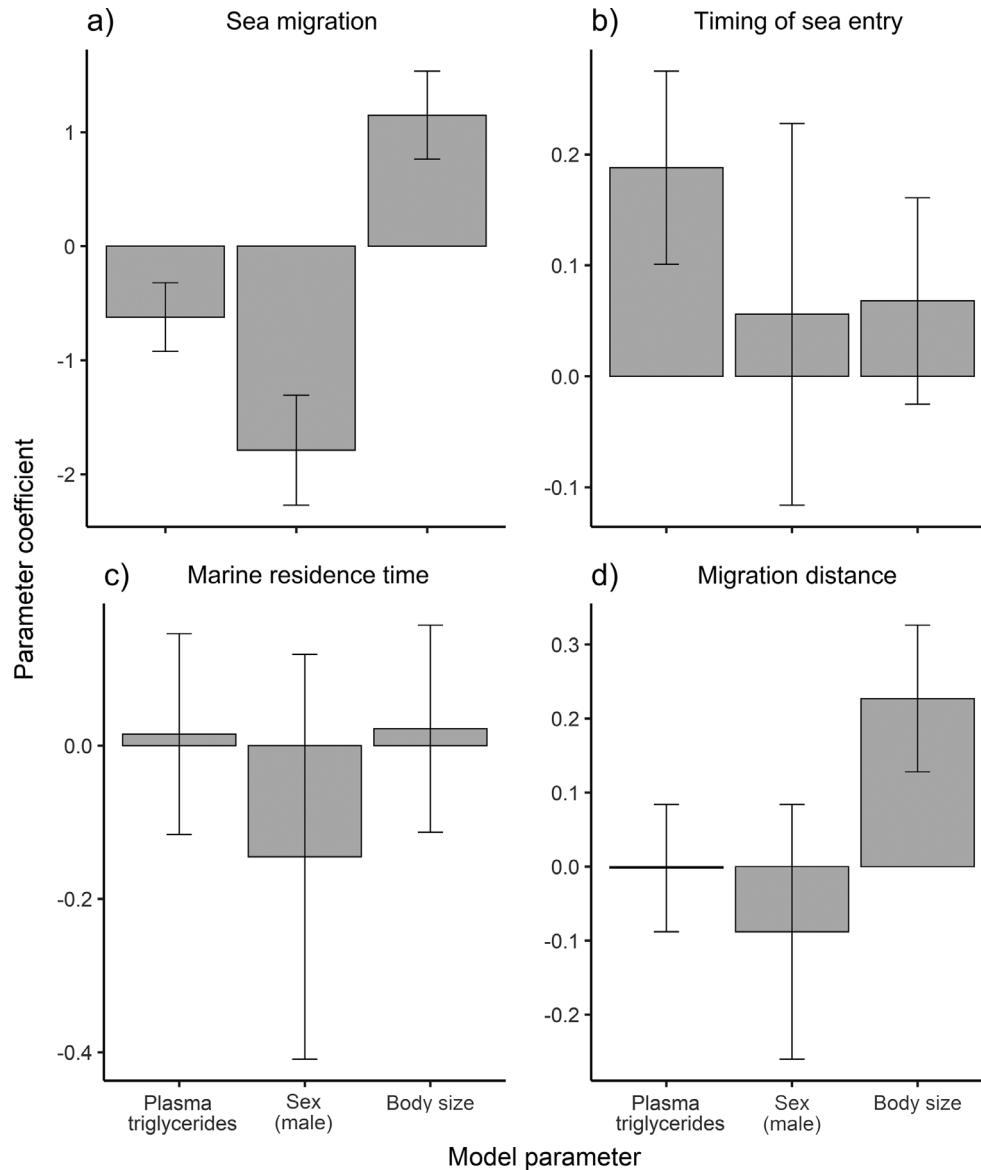 a)
Sea migration
1
0
-1
-2
b)
Timing of sea entry
0.2
0.1
0.0
-0.1
Parameter coefficient
c)
Marine residence time
0.0
-0.2
-0.4
Plasma
triglycerides
Sex
(male)
Body size
d)
Migration distance
0.3
0.2
0.1
0.0
-0.1
-0.2
Plasma
triglycerides
Sex
(male)
Body size
Model parameter